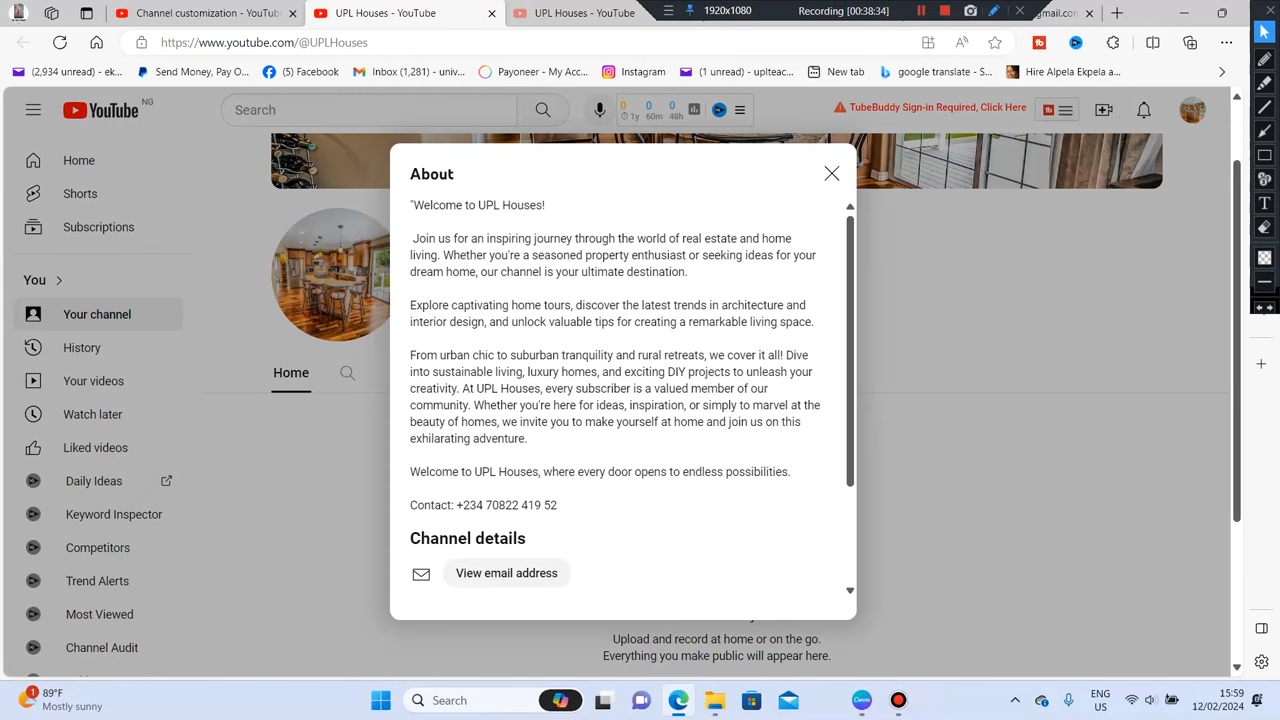 Channel customization - YouTube
UPL Houses - YouTube
UPL Houses - YouTube
1920x1080
Recording [00:38:34]
gmail.com
https://www.youtube.com/@UPLHouses
(2,934 unread) - ek...
Send Money, Pay O...
(5) Facebook
Inbox (1,281) - univ...
Payoneer - My Acco...
Instagram
(1 unread) - uplteac...
New tab
google translate - S...
Hire Alpela Ekpela a...
YouTube NG
Search
0 0 0
1y 60m 48h
TubeBuddy Sign-in Required, Click Here
Home
Shorts
Subscriptions
You
Your channel
History
Your videos
Watch later
Liked videos
Daily Ideas
Keyword Inspector
Competitors
Trend Alerts
Most Viewed
Channel Audit
Home
About
"Welcome to UPL Houses!
Join us for an inspiring journey through the world of real estate and home
living. Whether you're a seasoned property enthusiast or seeking ideas for your
dream home, our channel is your ultimate destination.
Explore captivating home tours, discover the latest trends in architecture and
interior design, and unlock valuable tips for creating a remarkable living space.
From urban chic to suburban tranquility and rural retreats, we cover it all! Dive
into sustainable living, luxury homes, and exciting DIY projects to unleash your
creativity. At UPL Houses, every subscriber is a valued member of our
community. Whether you're here for ideas, inspiration, or simply to marvel at the
beauty of homes, we invite you to make yourself at home and join us on this
exhilarating adventure.
Welcome to UPL Houses, where every door opens to endless possibilities.
Contact: +234 70822 419 52
Channel details
View email address
Upload and record at home or on the go.
Everything you make public will appear here.
1
89°F
Mostly sunny
Search
ENG
US
15:59
12/02/2024